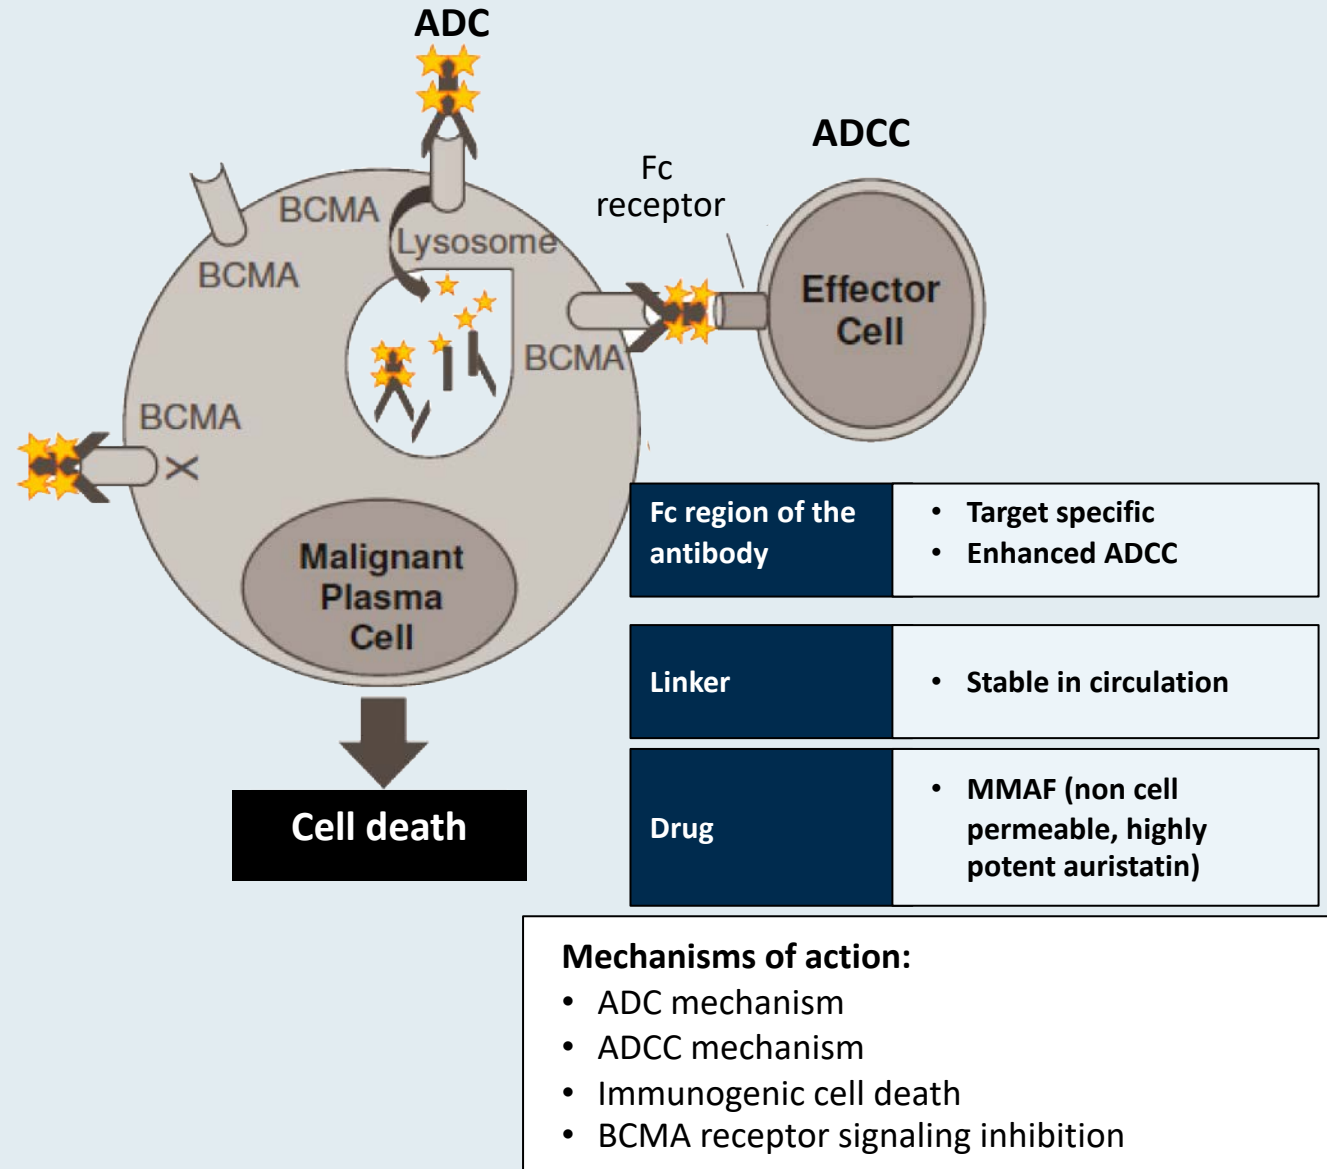 ADC
ADCC
Fc
receptor
BCMA
Lysosome
BCMA
Effector
Cell
BCMA
BCMA
X
Malignant
Plasma
Cell
Cell death
Fc region of the
antibody
• Target specific
• Enhanced ADCC
Linker
• Stable in circulation
Drug
• MMAF (non cell
permeable, highly
potent auristatin)
Mechanisms of action:
• ADC mechanism
• ADCC mechanism
• Immunogenic cell death
• BCMA receptor signaling inhibition